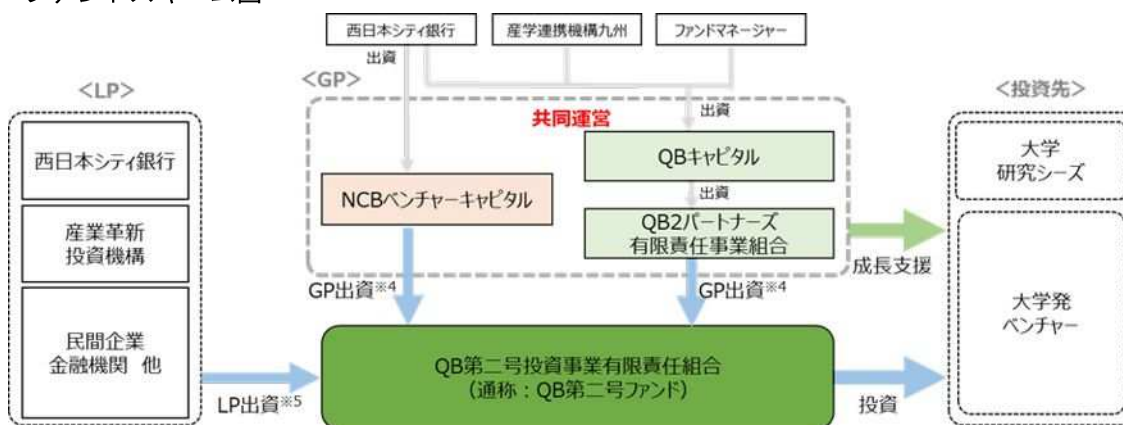 西日本シティ銀行
産学連携機構九州
ファンドマネージャー
出資
<GP>
<LP>
<投資先>
共同運営
出資
西日本シティ銀行
QBキャピタル
大学
研究シーズ
出資
NCBベンチャーキャピタル
産業革新
投資機構
QB2パートナーズ
有限責任事業組合
成長支援
GP出資※4
GP出資※4
大学発
ベンチャー
民間企業
金融機関 他
QB第二号投資事業有限責任組合
(通称:QB第二号ファンド)
LP出資※5
投資